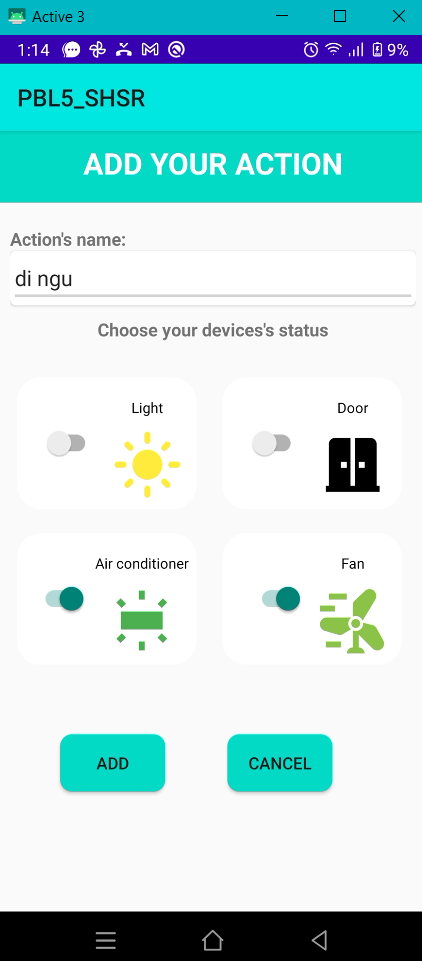 Active 3
1:14 9%
PBL5_SHSR
ADD YOUR ACTION
Action's name:
di ngu
Choose your devices's status
Light Door
Air conditioner Fan
ADD CANCEL